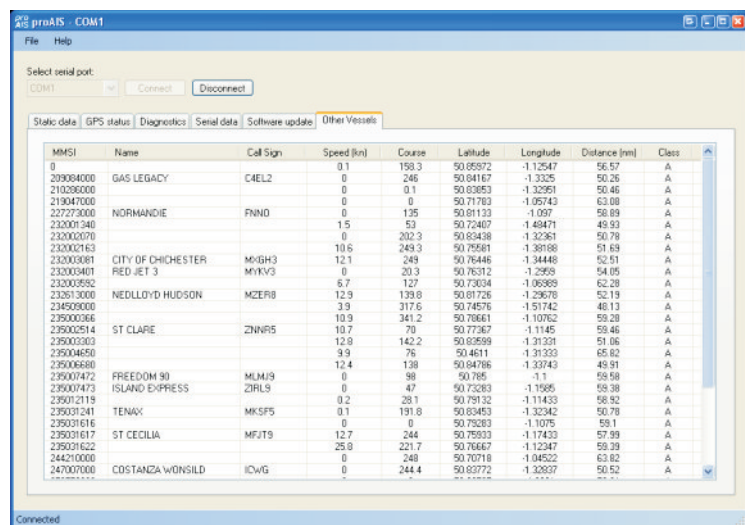 proAIS - COM1
File Help
Select serial port:
COM1 Connect Disconnect
Static data GPS status Diagnostics Serial data Software update Other Vessels
MMSI Name Call Sign Speed (kn) Course Latitude Longitude Distance (nm) Class
0 0.1 158.3 50.85972 -1.12547 56.57 A
209084000 GAS LEGACY C4EL2 0 246 50.84167 -1.3325 50.26 A
210286000 0 0.1 50.83853 -1.32951 50.46 A
219047000 0 0 50.71783 -1.05743 63.08 A
227273000 NORMANDIE FNNO 0 135 50.81133 -1.097 58.89 A
232001340 1.5 53 50.72407 -1.48471 49.93 A
232002070 0 202.3 50.83438 -1.32361 50.78 A
232002163 10.6 249.3 50.75581 -1.38188 51.69 A
232003081 CITY OF CHICHESTER MXGH3 12.1 249 50.76446 -1.34448 52.51 A
232003401 RED JET 3 MYKV3 0 20.3 50.76312 -1.2959 54.05 A
232003592 6.7 127 50.73034 -1.06989 62.28 A
232613000 NEDLLOYD HUDSON MZER8 12.9 139.8 50.81726 -1.29678 52.19 A
234509000 3.9 317.6 50.74576 -1.51742 48.13 A
235000366 10.9 341.2 50.78661 -1.10762 59.28 A
235002514 ST CLARE ZNNR5 10.7 70 50.77367 -1.1145 59.46 A
235003303 12.8 142.2 50.83599 -1.31331 51.06 A
235004650 9.9 76 50.4611 -1.31333 65.82 A
235006680 12.4 138 50.84786 -1.33743 49.91 A
235007472 FREEDOM 90 MLMJ9 0 98 50.785 -1.1 59.58 A
235007473 ISLAND EXPRESS ZIRL9 0 47 50.73283 -1.1585 59.38 A
235012119 0.2 28.1 50.79132 -1.11433 58.92 A
235031241 TENAX MKSF5 0.1 191.8 50.83453 -1.32342 50.78 A
235031616 0 0 50.79283 -1.1075 59.1 A
235031617 ST CECILIA MFJT9 12.7 244 50.75933 -1.17433 57.99 A
235031622 25.8 221.7 50.76667 -1.12347 59.39 A
244210000 0 248 50.70718 -1.04522 63.82 A
247007000 COSTANZA WONSILD ICWG 0 244.4 50.83772 -1.32837 50.52 A
Connected